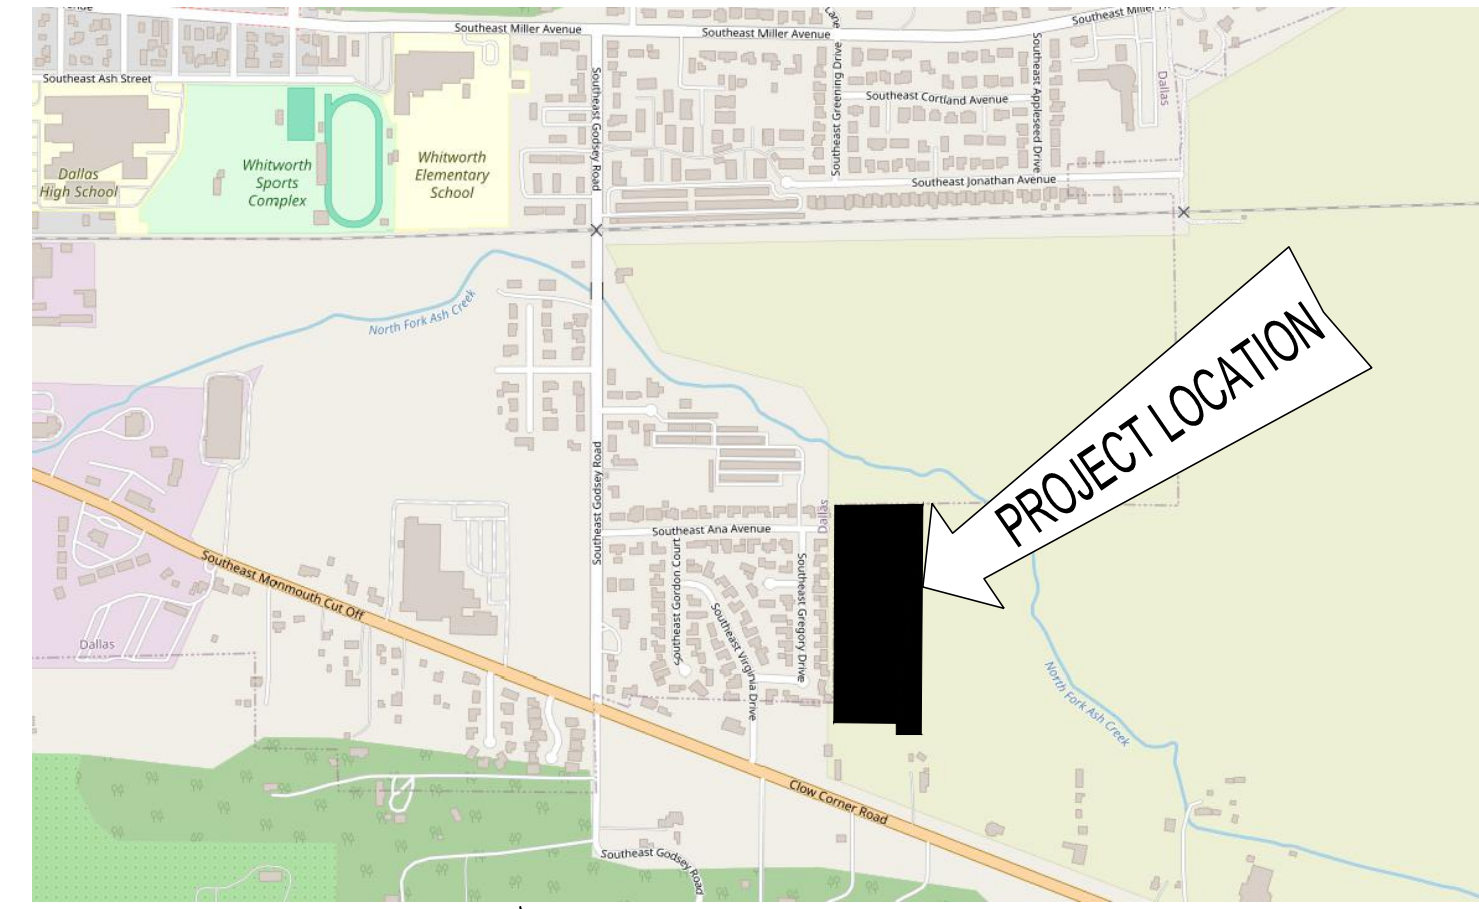 Southeast Miller Avenue
Southeast Miller Avenue
Southeast Ash Street
Southeast Godsey Road
Southeast Greening Drive
Southeast Cortland Avenue
Southeast Appleseed Drive
Dallas
Dallas
High School
Whitworth
Sports
Complex
Whitworth
Elementary
School
Southeast Jonathan Avenue
North Fork Ash Creek
PROJECT LOCATION
Southeast Godsey Road
Dallas
Southeast Ana Avenue
Southeast Gordon Court
Southeast Virginia Drive
Southeast Gregory Drive
Southeast Monmouth Cut Off
Dallas
North Fork Ash Creek
Clow Corner Road
Southeast Godsey Road